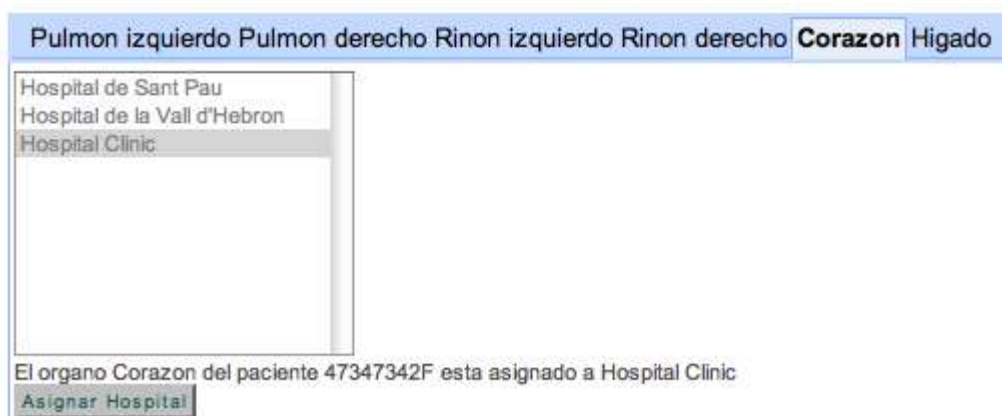 Pulmon izquierdo Pulmon derecho Rinon izquierdo Rinon derecho Corazon Higado
Hospital de Sant Pau
Hospital de la Vall d'Hebron
Hospital Clinic
El organo Corazon del paciente 47347342F esta asignado a Hospital Clinic
Asignar Hospital